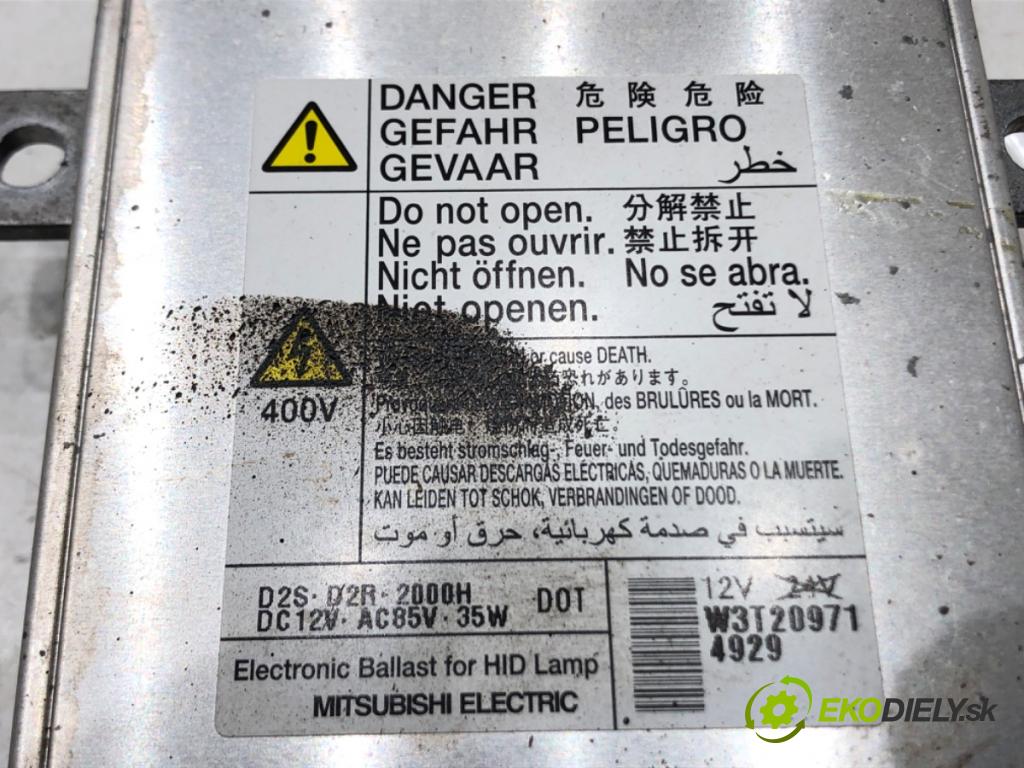 DANGER 危険 危险
GEFAHR PELIGRO
GEVAAR خطر
Do not open. 分解禁止
Ne pas ouvrir. 禁止拆开
Nicht öffnen. No se abra.
Niet openen. لا تفتح
or cause DEATH.
恐れがあります。
400V
des BRULÛRES ou la MORT.
Es besteht stromschlag-, Feuer- und Todesgefahr.
PUEDE CAUSAR DESCARGAS ELÉCTRICAS, QUEMADURAS O LA MUERTE.
KAN LEIDEN TOT SCHOK, VERBRANDINGEN OF DOOD.
سيتسبب في صدمة كهربائية، حرق أو موت
D2S·D2R·2000H
DC12V·AC85V·35W DOT
12V 24V
W3T20971
4929
Electronic Ballast for HID Lamp
MITSUBISHI ELECTRIC
EKODIELY.sk